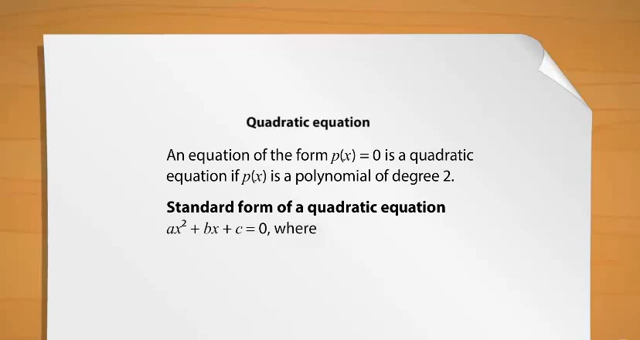 Quadratic equation
An equation of the form p(x) = 0 is a quadratic
equation if p(x) is a polynomial of degree 2.
Standard form of a quadratic equation
ax² + bx + c = 0, where